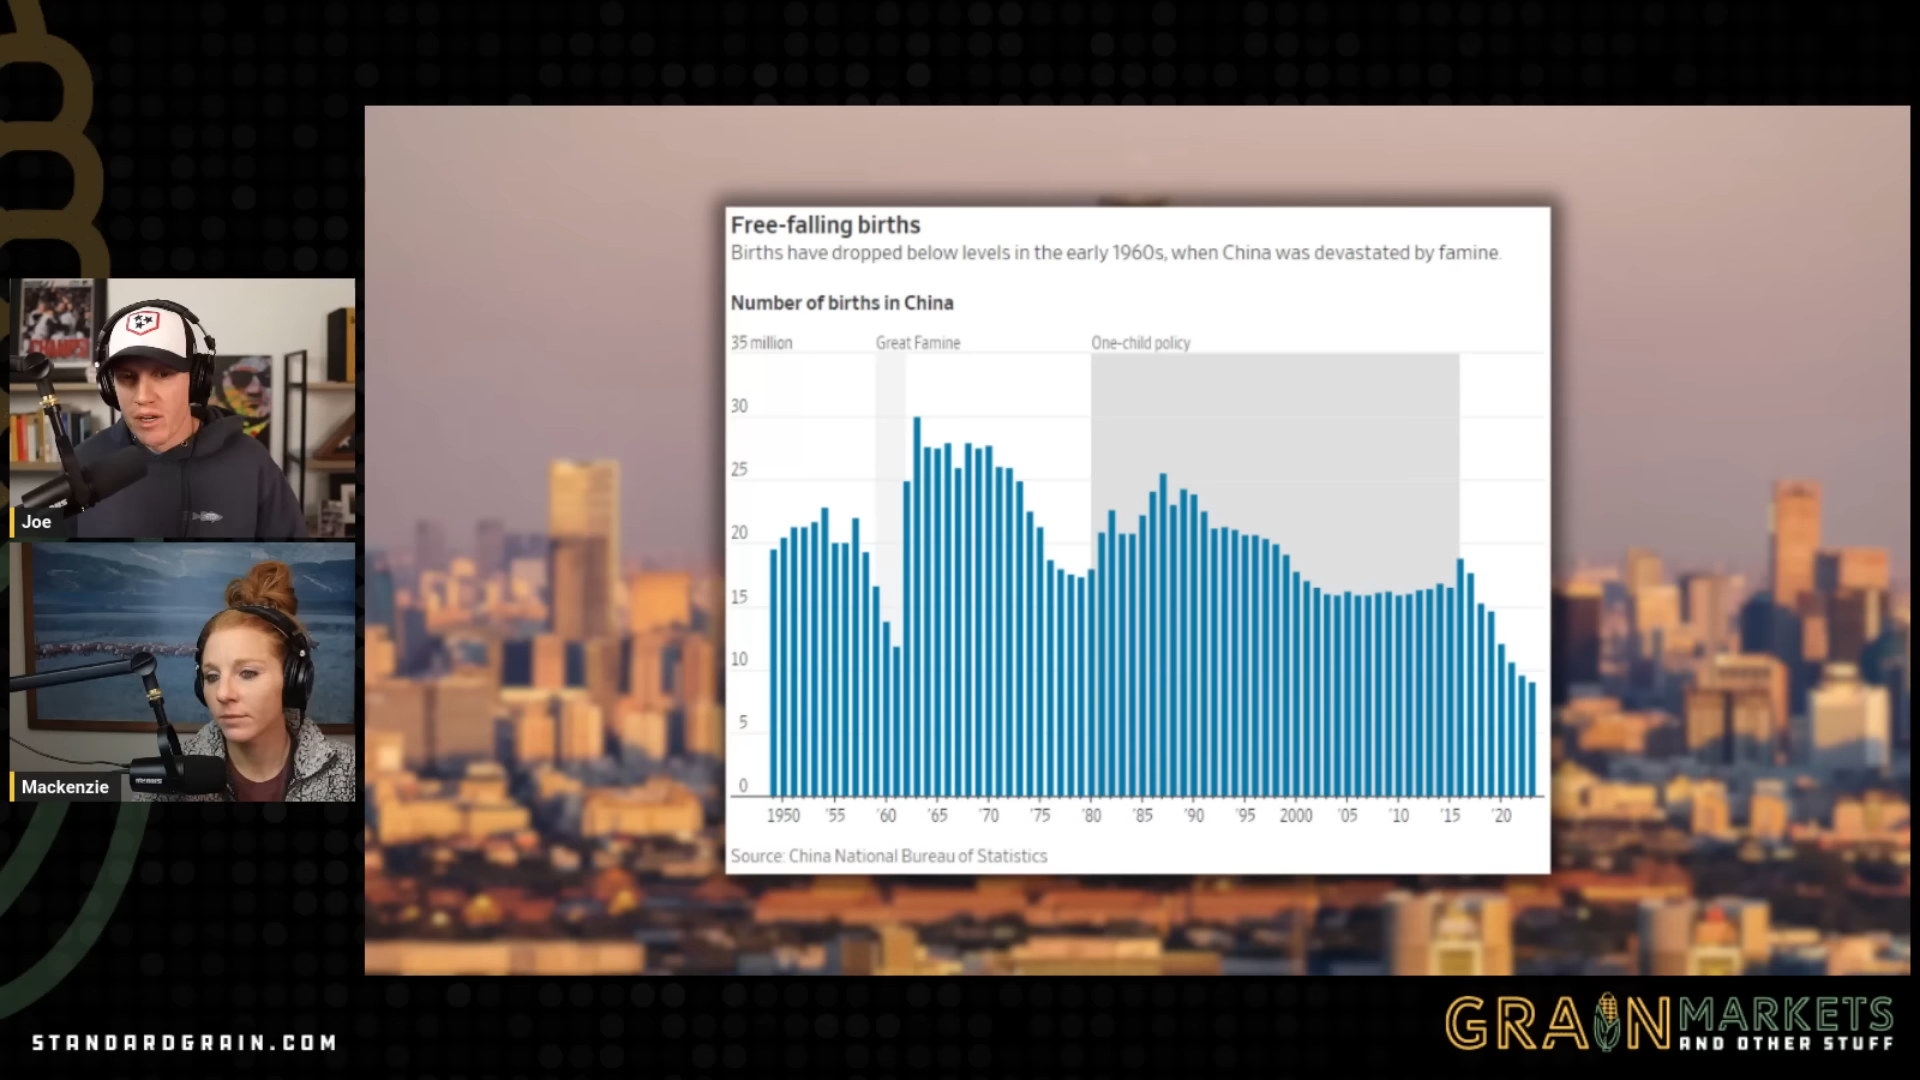 Free-falling births
Births have dropped below levels in the early 1960s, when China was devastated by famine.
Number of births in China
35 million
Great Famine
One-child policy
30
25
20
15
10
5
0
1950 '55 '60 '65 '70 '75 '80 '85 '90 '95 2000 '05 '10 '15 '20
Source: China National Bureau of Statistics
Joe
Mackenzie
STANDARDGRAIN.COM
GRAIN MARKETS
AND OTHER STUFF